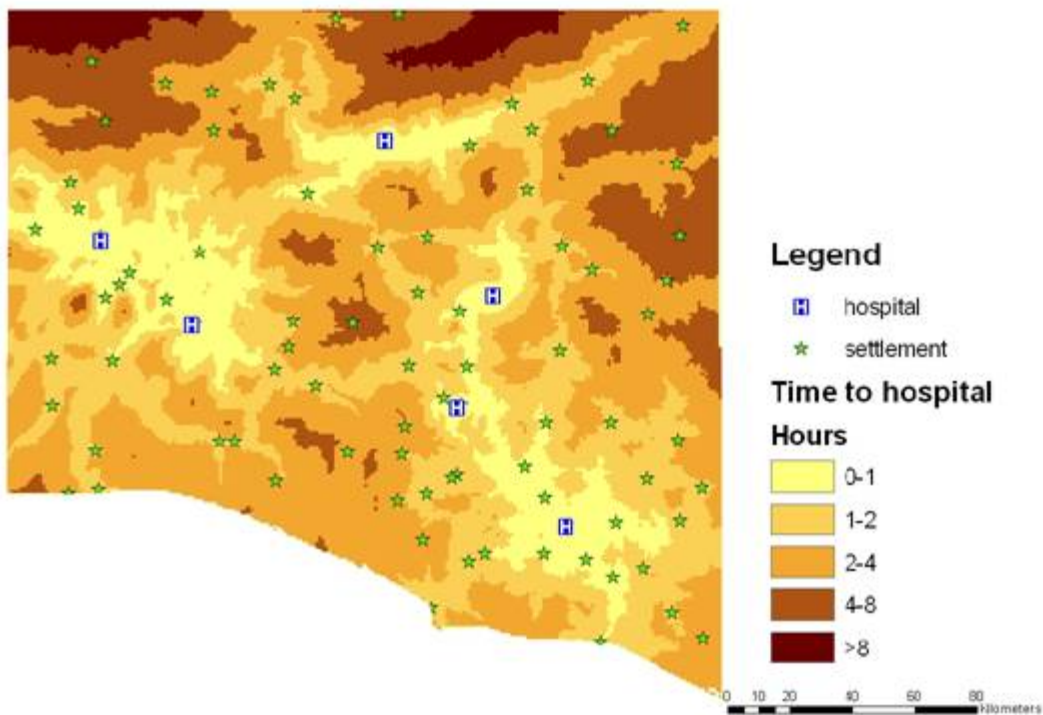 H
H
H
H
H
H
Legend
H hospital
settlement
Time to hospital
Hours
0-1
1-2
2-4
4-8
>8
0 10 20 40 60 80
Kilometers